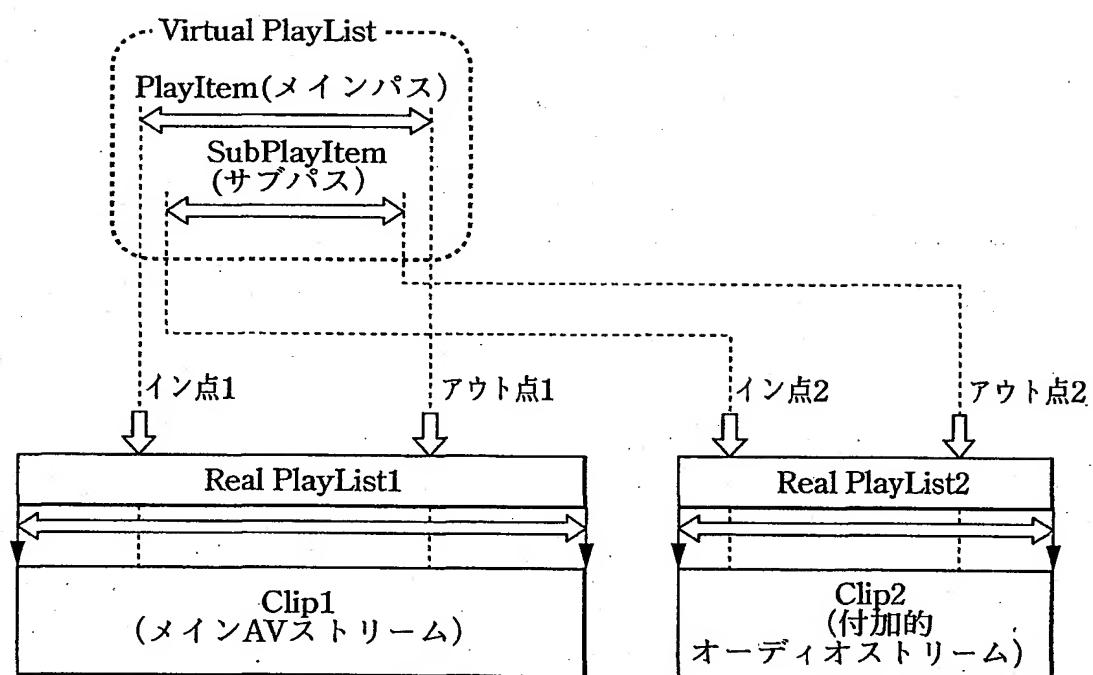 Virtual PlayList
PlayItem(メインパス)
SubPlayItem
(サブパス)
イン点1
アウト点1
イン点2
アウト点2
Real PlayList1
Real PlayList2
Clip1
(メインAVストリーム)
Clip2
(付加的
オーディオストリーム)